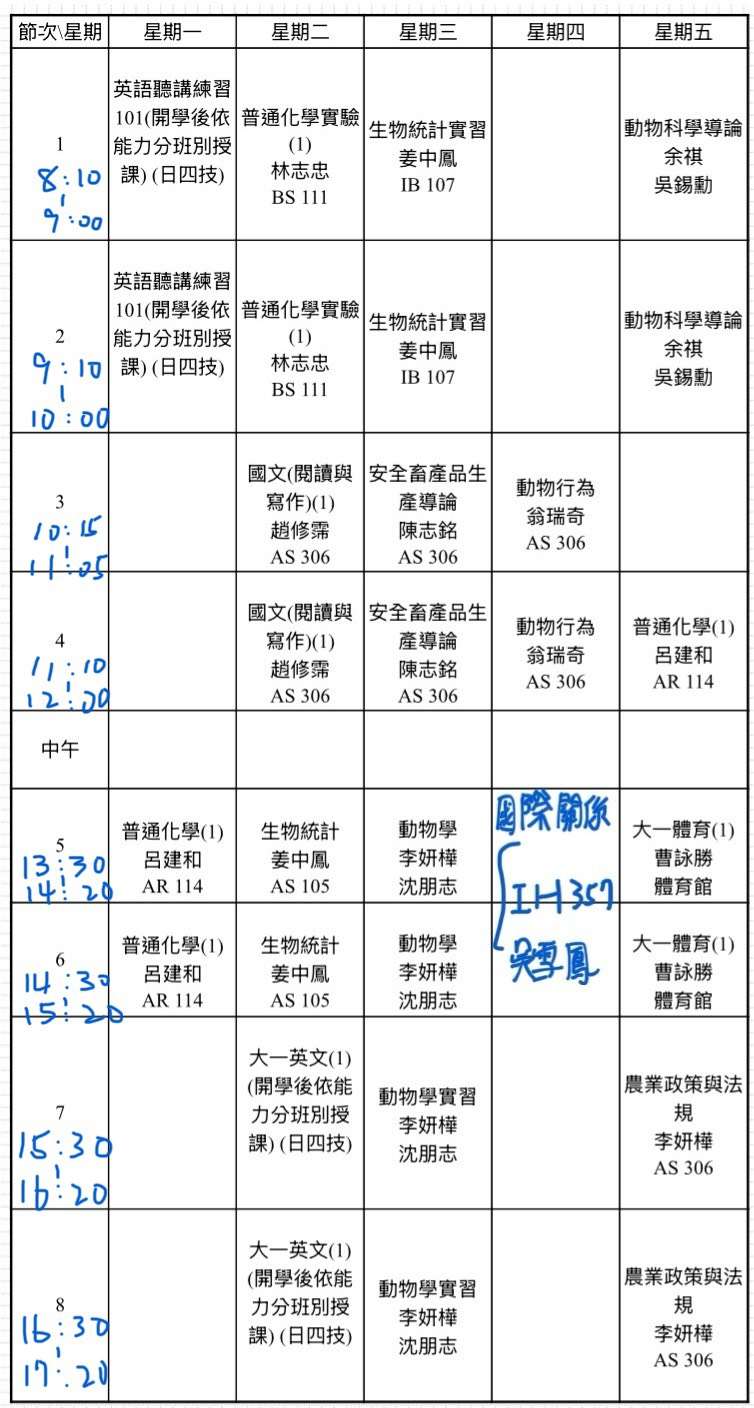 節次\星期 星期一 星期二 星期三 星期四 星期五
1
8:10
|
9:00
英語聽講練習
101(開學後依
能力分班別授
課) (日四技)
普通化學實驗
(1)
林志忠
BS 111
生物統計實習
姜中鳳
IB 107
動物科學導論
余祺
吳錫勳
2
9:10
|
10:00
英語聽講練習
101(開學後依
能力分班別授
課) (日四技)
普通化學實驗
(1)
林志忠
BS 111
生物統計實習
姜中鳳
IB 107
動物科學導論
余祺
吳錫勳
3
10:15
|
11:05
國文(閱讀與
寫作)(1)
趙修霈
AS 306
安全畜產品生
產導論
陳志銘
AS 306
動物行為
翁瑞奇
AS 306
4
11:10
|
12:00
國文(閱讀與
寫作)(1)
趙修霈
AS 306
安全畜產品生
產導論
陳志銘
AS 306
動物行為
翁瑞奇
AS 306
普通化學(1)
呂建和
AR 114
中午
5
13:30
|
14:20
普通化學(1)
呂建和
AR 114
生物統計
姜中鳳
AS 105
動物學
李妍樺
沈朋志
國際關係
IH357
吳雪鳳
大一體育(1)
曹詠勝
體育館
6
14:30
|
15:20
普通化學(1)
呂建和
AR 114
生物統計
姜中鳳
AS 105
動物學
李妍樺
沈朋志
大一體育(1)
曹詠勝
體育館
7
15:30
|
16:20
大一英文(1)
(開學後依能
力分班別授
課) (日四技)
動物學實習
李妍樺
沈朋志
農業政策與法
規
李妍樺
AS 306
8
16:30
|
17:20
大一英文(1)
(開學後依能
力分班別授
課) (日四技)
動物學實習
李妍樺
沈朋志
農業政策與法
規
李妍樺
AS 306